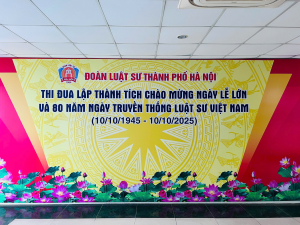 ĐOÀN LUẬT SƯ THÀNH PHỐ HÀ NỘI
THI ĐUA LẬP THÀNH TÍCH CHÀO MỪNG NGÀY LỄ LỚN
VÀ 80 NĂM NGÀY TRUYỀN THỐNG LUẬT SƯ VIỆT NAM
(10/10/1945 - 10/10/2025)